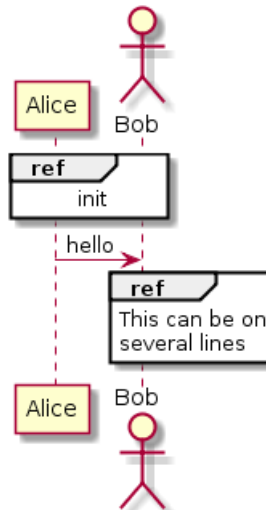 Alice
Bob
ref
init
hello
ref
This can be on
several lines
Alice
Bob